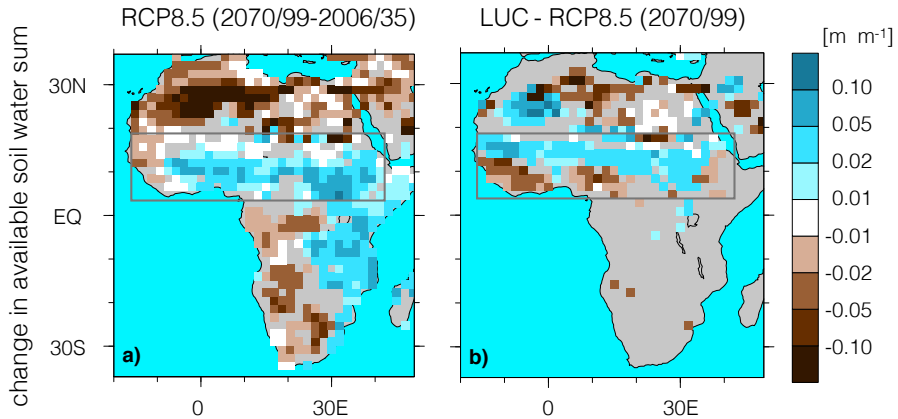 RCP8.5 (2070/99-2006/35)
LUC - RCP8.5 (2070/99)
[m m⁻¹]
change in available soil water sum
30N
EQ
30S
a)
b)
0.10
0.05
0.02
0.01
-0.01
-0.02
-0.05
-0.10
0
30E
0
30E